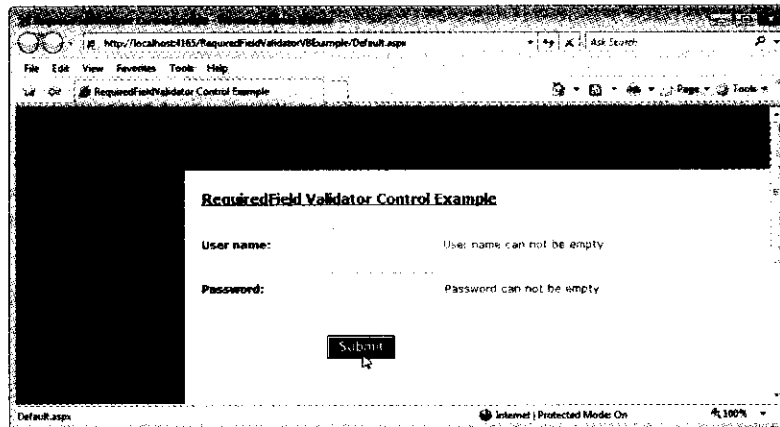 http://localhost:4165/RequiredFieldValidatorVBExample/Default.aspx
Ask Search
File Edit View Favorites Tools Help
RequiredFieldValidator Control Example
Page Tools
RequiredField Validator Control Example
User name: User name can not be empty
Password: Password can not be empty
Submit
Default.aspx Internet | Protected Mode: On 100%